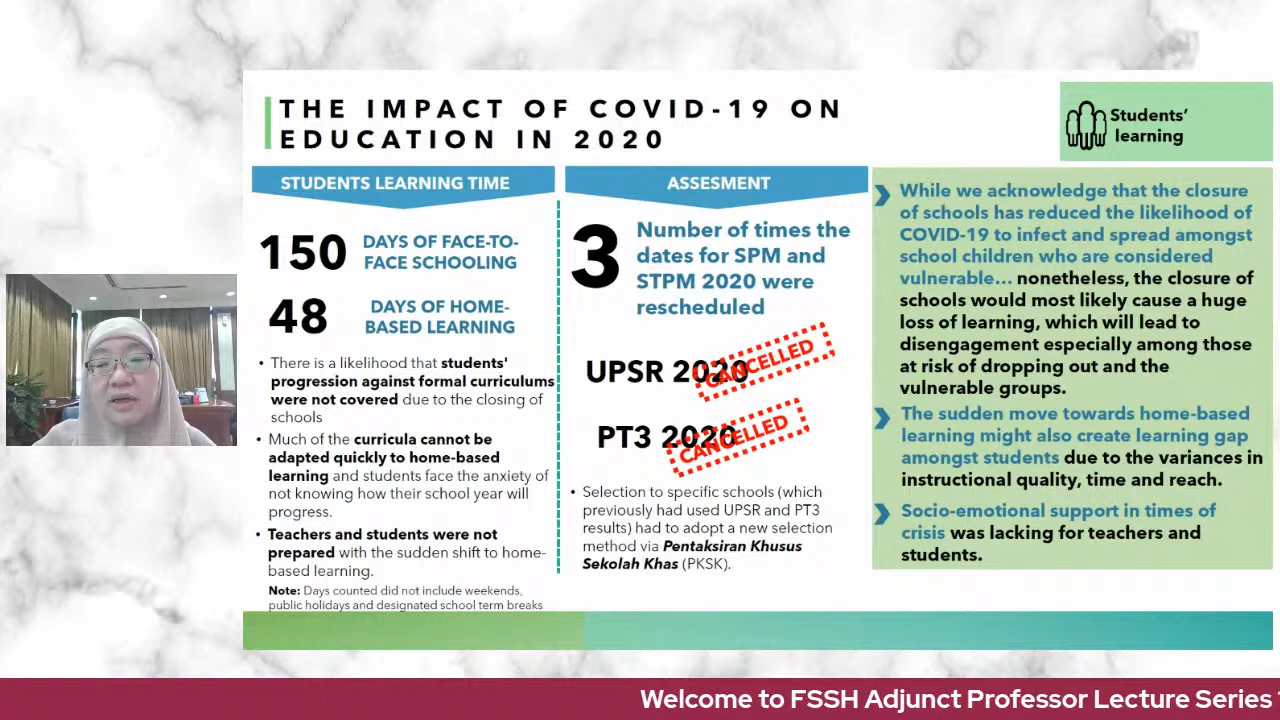 THE IMPACT OF COVID-19 ON
EDUCATION IN 2020
Students'
learning
STUDENTS LEARNING TIME
150
DAYS OF FACE-TO-
FACE SCHOOLING
48
DAYS OF HOME-
BASED LEARNING
• There is a likelihood that students'
progression against formal curriculums
were not covered due to the closing of
schools
• Much of the curricula cannot be
adapted quickly to home-based
learning and students face the anxiety of
not knowing how their school year will
progress.
• Teachers and students were not
prepared with the sudden shift to home-
based learning.
Note: Days counted did not include weekends,
public holidays and designated school term breaks
ASSESMENT
3
Number of times the
dates for SPM and
STPM 2020 were
rescheduled
UPSR 2020
CANCELLED
PT3 2020
CANCELLED
• Selection to specific schools (which
previously had used UPSR and PT3
results) had to adopt a new selection
method via Pentaksiran Khusus
Sekolah Khas (PKSK).
While we acknowledge that the closure
of schools has reduced the likelihood of
COVID-19 to infect and spread amongst
school children who are considered
vulnerable... nonetheless, the closure of
schools would most likely cause a huge
loss of learning, which will lead to
disengagement especially among those
at risk of dropping out and the
vulnerable groups.
The sudden move towards home-based
learning might also create learning gap
amongst students due to the variances in
instructional quality, time and reach.
Socio-emotional support in times of
crisis was lacking for teachers and
students.
Welcome to FSSH Adjunct Professor Lecture Series